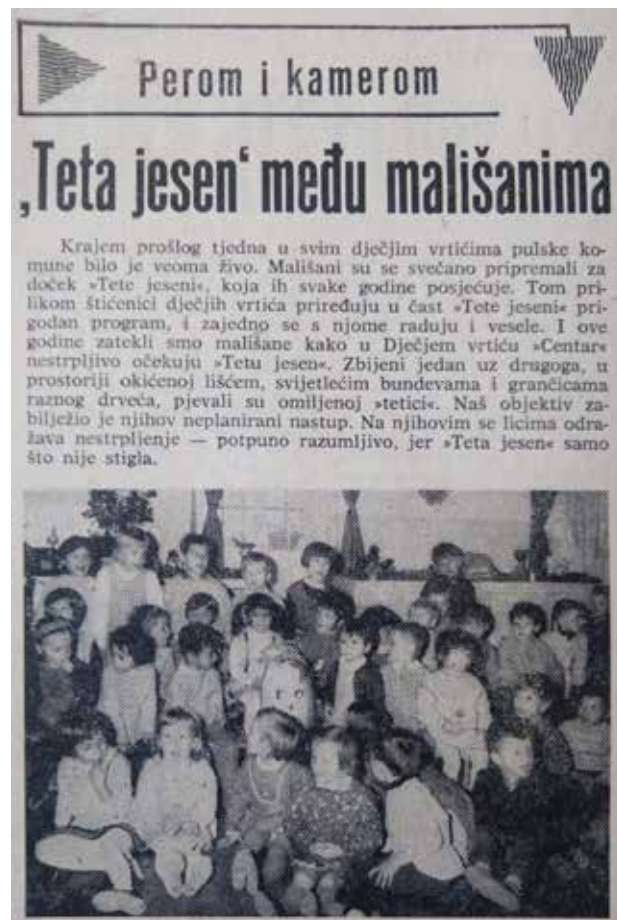 Perom i kamerom
‚Teta jesen‘ među mališanima
Krajem prošlog tjedna u svim dječjim vrtićima pulske ko-
mune bilo je veoma živo. Mališani su se svečano pripremali za
doček »Tete jeseni«, koja ih svake godine posjećuje. Tom pri-
likom štićenici dječjih vrtića priređuju u čast »Tete jeseni« pri-
godan program, i zajedno se s njome raduju i vesele. I ove
godine zatekli smo mališane kako u Dječjem vrtiću »Centar«
nestrpljivo očekuju »Tetu jesen«. Zbijeni jedan uz drugoga, u
prostoriji okićenoj lišćem, svijetlećim bundevama i grančicama
raznog drveća, pjevali su omiljenoj »tetici«. Naš objektiv za-
bilježio je njihov neplanirani nastup. Na njihovim se licima odra-
žava nestrpljenje — potpuno razumljivo, jer »Teta jesen« samo
što nije stigla.